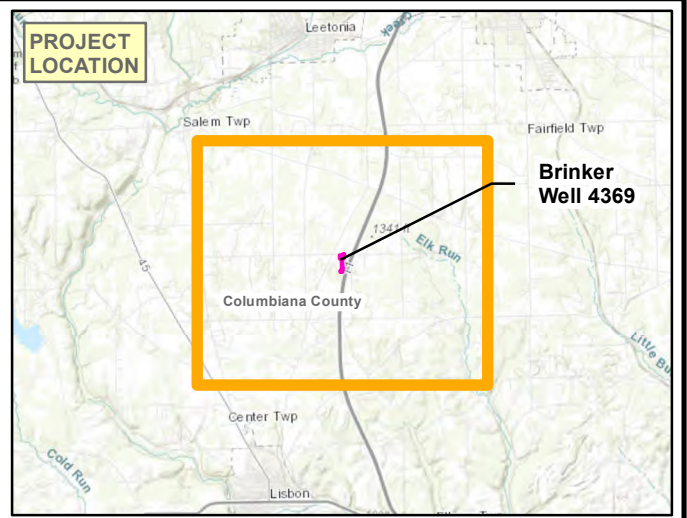 PROJECT
LOCATION
Leetonia
Creek
Salem Twp
Fairfield Twp
Brinker
Well 4369
1341 ft
Elk Run
45
Columbiana County
Center Twp
Cold Run
Lisbon